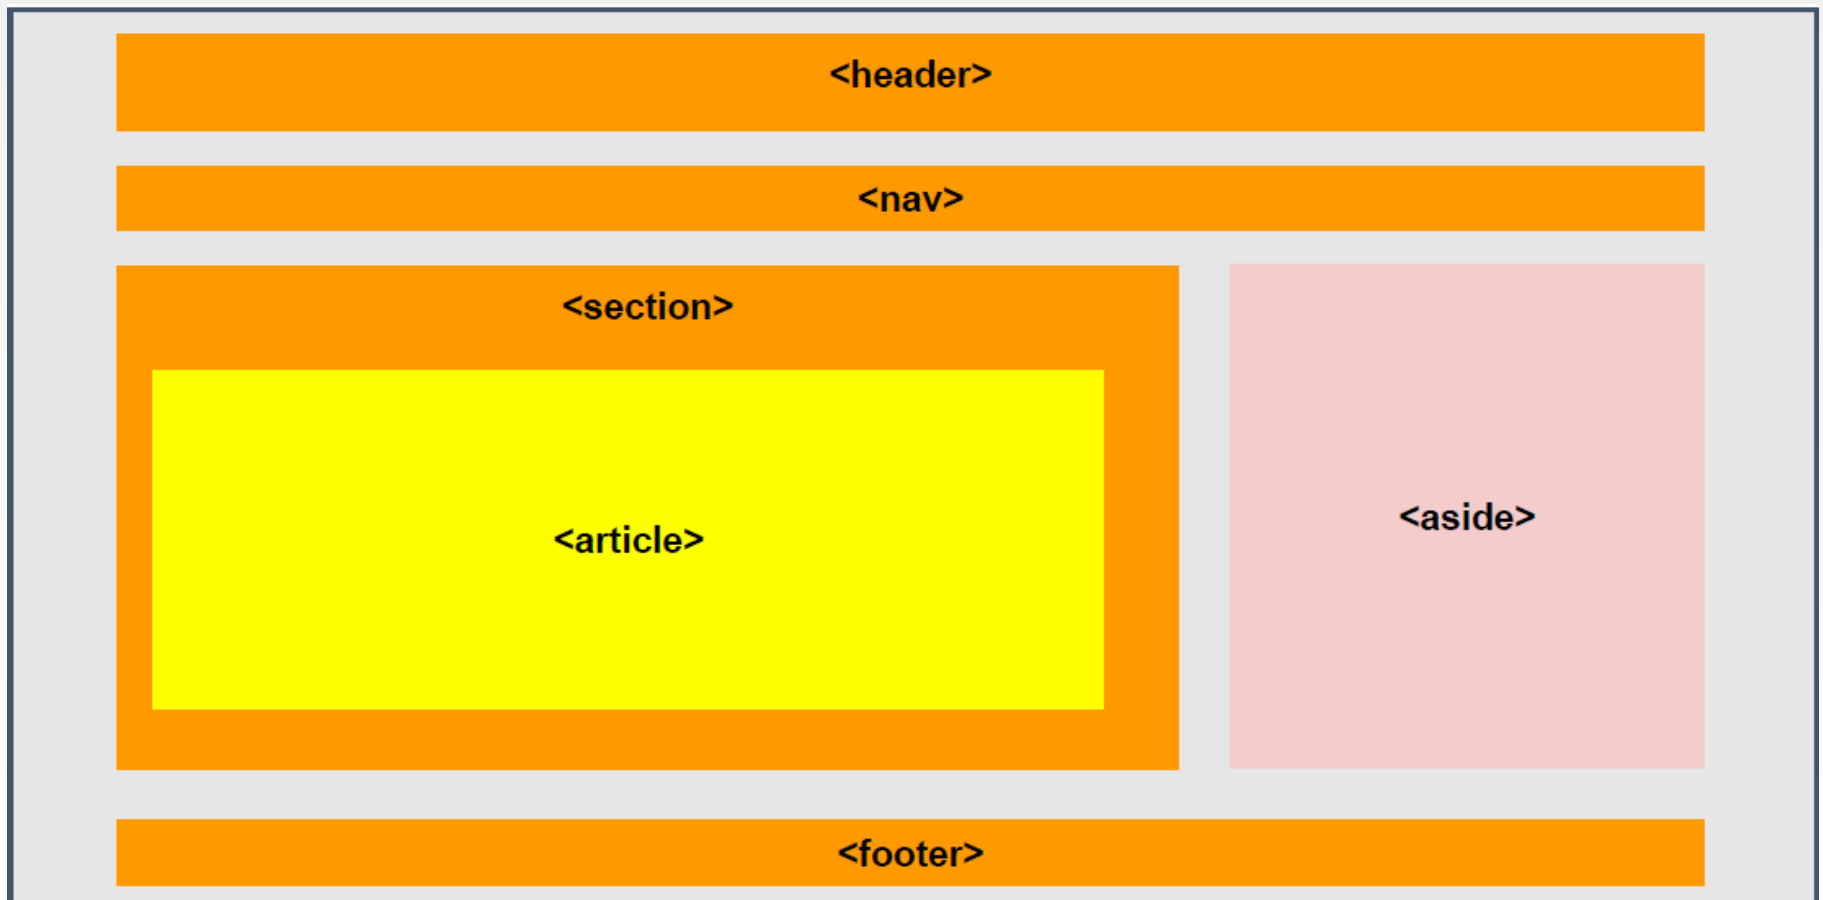 <header>
<nav>
<section>
<article>
<aside>
<footer>